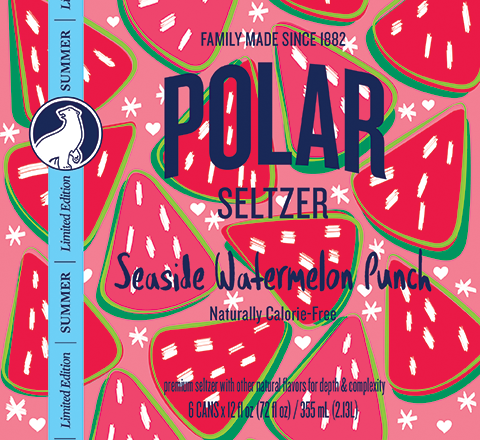 FAMILY MADE SINCE 1882
POLAR
SELTZER
Seaside Watermelon Punch
Naturally Calorie-Free
premium seltzer with other natural flavors for depth & complexity
6 CANS x 12 fl oz (72 fl oz) / 355 mL (2.13L)
Limited Edition | SUMMER | Limited Edition | SUMMER | Li